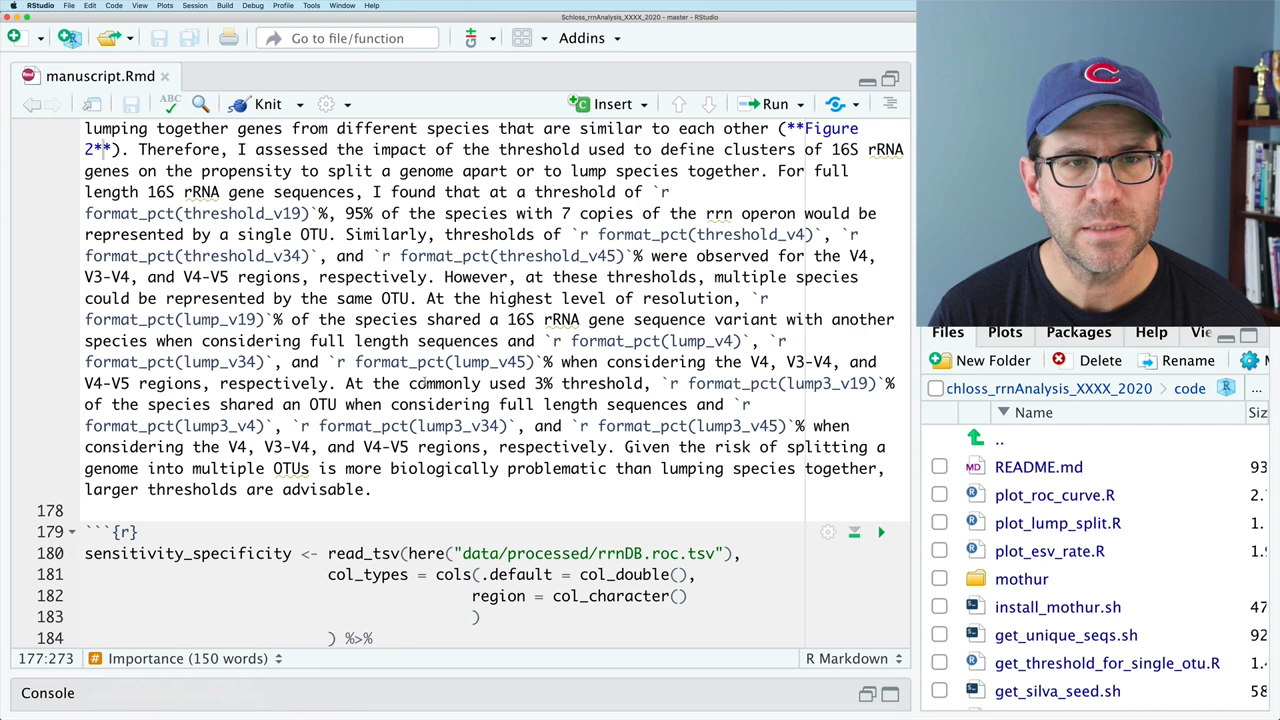 RStudio File Edit Code View Plots Session Build Debug Profile Tools Window Help
Schloss_rrnAnalysis_XXXX_2020 - master - RStudio
Go to file/function Addins
manuscript.Rmd
ABC Knit Insert Run
lumping together genes from different species that are similar to each other (**Figure
2**). Therefore, I assessed the impact of the threshold used to define clusters of 16S rRNA
genes on the propensity to split a genome apart or to lump species together. For full
length 16S rRNA gene sequences, I found that at a threshold of `r
format_pct(threshold_v19)`%, 95% of the species with 7 copies of the rrn operon would be
represented by a single OTU. Similarly, thresholds of `r format_pct(threshold_v4)`, `r
format_pct(threshold_v34)`, and `r format_pct(threshold_v45)`% were observed for the V4,
V3-V4, and V4-V5 regions, respectively. However, at these thresholds, multiple species
could be represented by the same OTU. At the highest level of resolution, `r
format_pct(lump_v19)`% of the species shared a 16S rRNA gene sequence variant with another
species when considering full length sequences and `r format_pct(lump_v4)`, `r
format_pct(lump_v34)`, and `r format_pct(lump_v45)`% when considering the V4, V3-V4, and
V4-V5 regions, respectively. At the commonly used 3% threshold, `r format_pct(lump3_v19)`%
of the species shared an OTU when considering full length sequences and `r
format_pct(lump3_v4)`, `r format_pct(lump3_v34)`, and `r format_pct(lump3_v45)`% when
considering the V4, V3-V4, and V4-V5 regions, respectively. Given the risk of splitting a
genome into multiple OTUs is more biologically problematic than lumping species together,
larger thresholds are advisable.
178
179 ```{r}
180 sensitivity_specificity <- read_tsv(here("data/processed/rrnDB.roc.tsv"),
181 col_types = cols(.default = col_double(),
182 region = col_character()
183 )
184 ) %>%
177:273 Importance (150 words) R Markdown
Console
C
Files Plots Packages Help Vi
New Folder Delete Rename
chloss_rrnAnalysis_XXXX_2020 code ...
Name Siz
..
MD README.md 93
plot_roc_curve.R 2.
plot_lump_split.R 1.
plot_esv_rate.R 1.
mothur
install_mothur.sh 47
get_unique_seqs.sh 92
get_threshold_for_single_otu.R 1.
get_silva_seed.sh 58